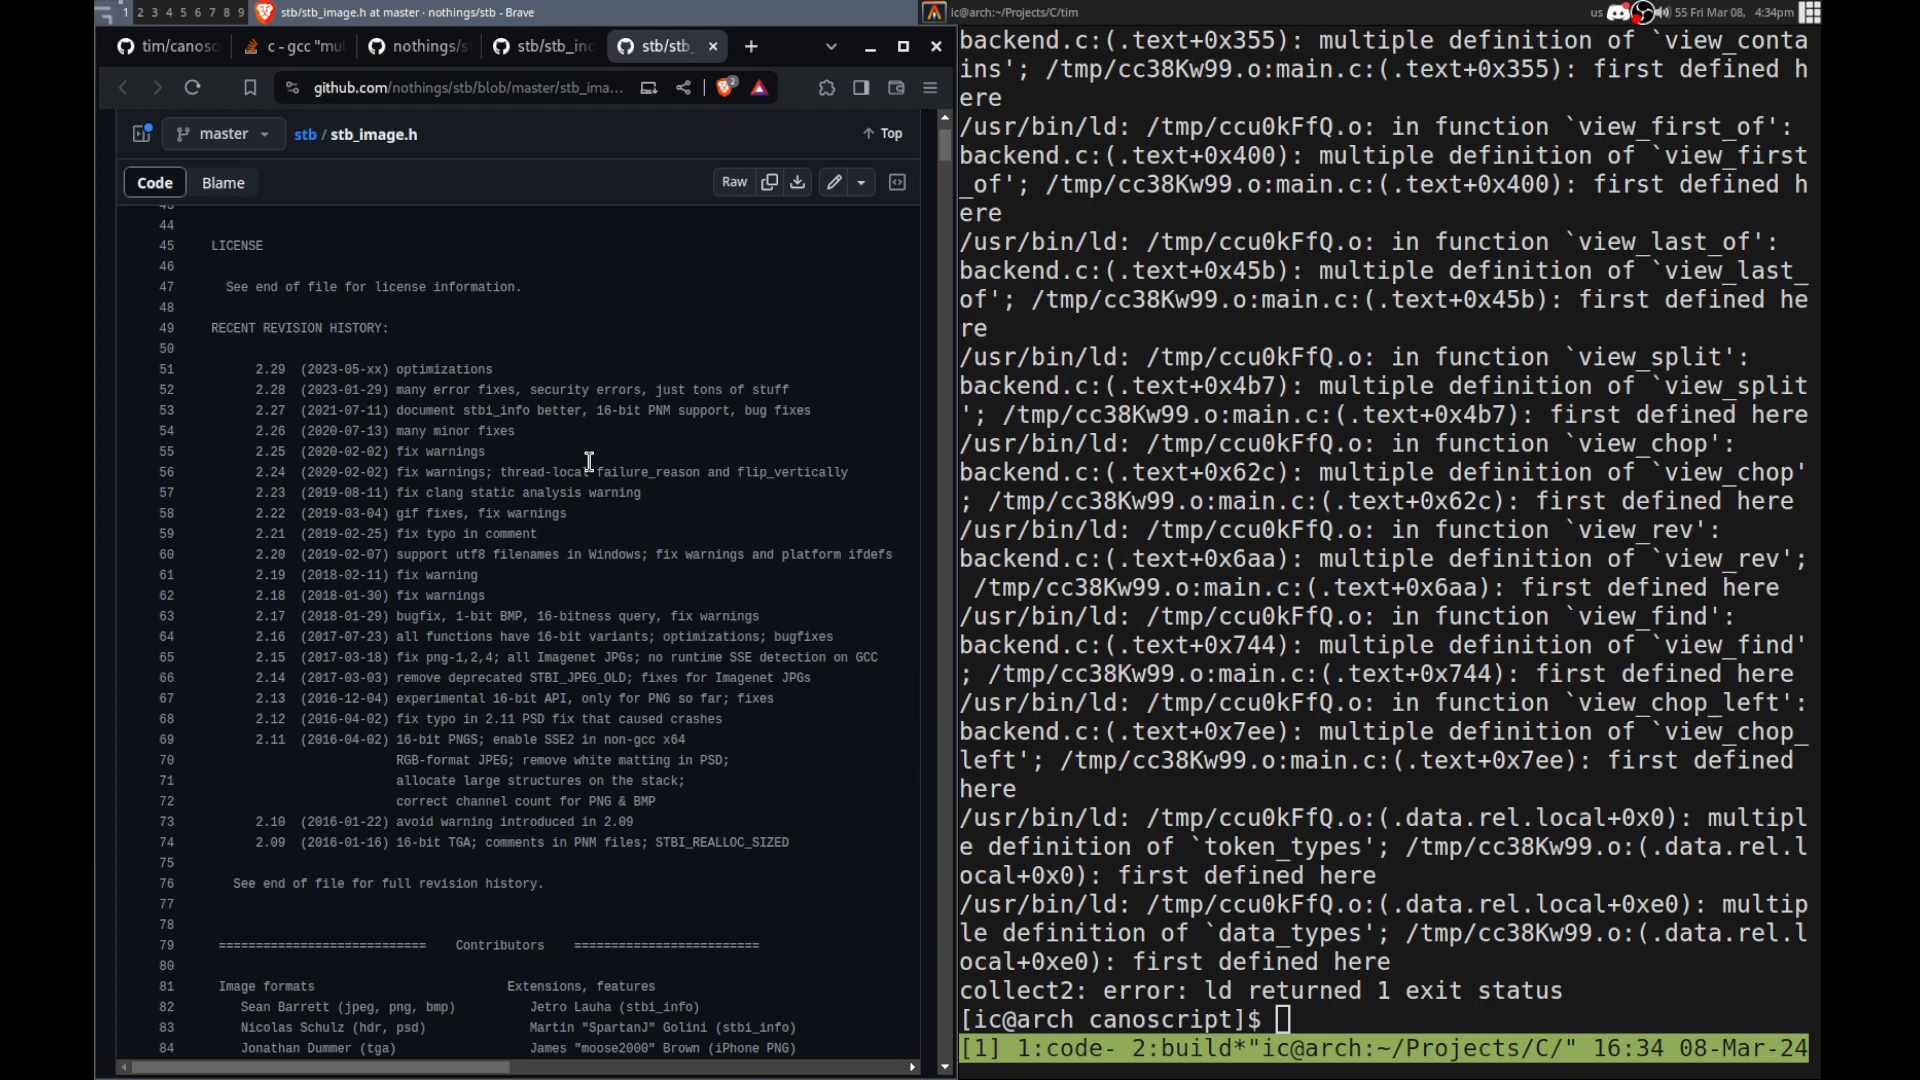 1 2 3 4 5 6 7 8 9 stb/stb_image.h at master · nothings/stb - Brave
ic@arch:~/Projects/C/tim
us 55 Fri Mar 08, 4:34pm
tim/canosc
c - gcc "mul
nothings/s
stb/stb_inc
stb/stb_
github.com/nothings/stb/blob/master/stb_ima...
2
master
stb / stb_image.h
Top
Code
Blame
Raw
44
45 LICENSE
46
47 See end of file for license information.
48
49 RECENT REVISION HISTORY:
50
51 2.29 (2023-05-xx) optimizations
52 2.28 (2023-01-29) many error fixes, security errors, just tons of stuff
53 2.27 (2021-07-11) document stbi_info better, 16-bit PNM support, bug fixes
54 2.26 (2020-07-13) many minor fixes
55 2.25 (2020-02-02) fix warnings
56 2.24 (2020-02-02) fix warnings; thread-local failure_reason and flip_vertically
57 2.23 (2019-08-11) fix clang static analysis warning
58 2.22 (2019-03-04) gif fixes, fix warnings
59 2.21 (2019-02-25) fix typo in comment
60 2.20 (2019-02-07) support utf8 filenames in Windows; fix warnings and platform ifdefs
61 2.19 (2018-02-11) fix warning
62 2.18 (2018-01-30) fix warnings
63 2.17 (2018-01-29) bugfix, 1-bit BMP, 16-bitness query, fix warnings
64 2.16 (2017-07-23) all functions have 16-bit variants; optimizations; bugfixes
65 2.15 (2017-03-18) fix png-1,2,4; all Imagenet JPGs; no runtime SSE detection on GCC
66 2.14 (2017-03-03) remove deprecated STBI_JPEG_OLD; fixes for Imagenet JPGs
67 2.13 (2016-12-04) experimental 16-bit API, only for PNG so far; fixes
68 2.12 (2016-04-02) fix typo in 2.11 PSD fix that caused crashes
69 2.11 (2016-04-02) 16-bit PNGS; enable SSE2 in non-gcc x64
70 RGB-format JPEG; remove white matting in PSD;
71 allocate large structures on the stack;
72 correct channel count for PNG & BMP
73 2.10 (2016-01-22) avoid warning introduced in 2.09
74 2.09 (2016-01-16) 16-bit TGA; comments in PNM files; STBI_REALLOC_SIZED
75
76 See end of file for full revision history.
77
78
79 ============================ Contributors =========================
80
81 Image formats Extensions, features
82 Sean Barrett (jpeg, png, bmp) Jetro Lauha (stbi_info)
83 Nicolas Schulz (hdr, psd) Martin "SpartanJ" Golini (stbi_info)
84 Jonathan Dummer (tga) James "moose2000" Brown (iPhone PNG)
backend.c:(.text+0x355): multiple definition of `view_conta
ins'; /tmp/cc38Kw99.o:main.c:(.text+0x355): first defined h
ere
/usr/bin/ld: /tmp/ccu0kFfQ.o: in function `view_first_of':
backend.c:(.text+0x400): multiple definition of `view_first
_of'; /tmp/cc38Kw99.o:main.c:(.text+0x400): first defined h
ere
/usr/bin/ld: /tmp/ccu0kFfQ.o: in function `view_last_of':
backend.c:(.text+0x45b): multiple definition of `view_last_
of'; /tmp/cc38Kw99.o:main.c:(.text+0x45b): first defined he
re
/usr/bin/ld: /tmp/ccu0kFfQ.o: in function `view_split':
backend.c:(.text+0x4b7): multiple definition of `view_split
'; /tmp/cc38Kw99.o:main.c:(.text+0x4b7): first defined here
/usr/bin/ld: /tmp/ccu0kFfQ.o: in function `view_chop':
backend.c:(.text+0x62c): multiple definition of `view_chop'
; /tmp/cc38Kw99.o:main.c:(.text+0x62c): first defined here
/usr/bin/ld: /tmp/ccu0kFfQ.o: in function `view_rev':
backend.c:(.text+0x6aa): multiple definition of `view_rev';
/tmp/cc38Kw99.o:main.c:(.text+0x6aa): first defined here
/usr/bin/ld: /tmp/ccu0kFfQ.o: in function `view_find':
backend.c:(.text+0x744): multiple definition of `view_find'
; /tmp/cc38Kw99.o:main.c:(.text+0x744): first defined here
/usr/bin/ld: /tmp/ccu0kFfQ.o: in function `view_chop_left':
backend.c:(.text+0x7ee): multiple definition of `view_chop_
left'; /tmp/cc38Kw99.o:main.c:(.text+0x7ee): first defined
here
/usr/bin/ld: /tmp/ccu0kFfQ.o:(.data.rel.local+0x0): multipl
e definition of `token_types'; /tmp/cc38Kw99.o:(.data.rel.l
ocal+0x0): first defined here
/usr/bin/ld: /tmp/ccu0kFfQ.o:(.data.rel.local+0xe0): multip
le definition of `data_types'; /tmp/cc38Kw99.o:(.data.rel.l
ocal+0xe0): first defined here
collect2: error: ld returned 1 exit status
[ic@arch canoscript]$
[1] 1:code- 2:build*"ic@arch:~/Projects/C/" 16:34 08-Mar-24